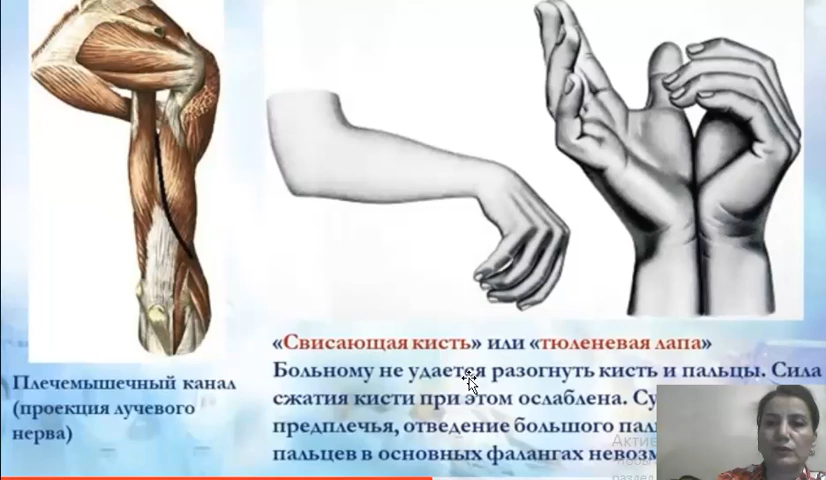 «Свисающая кисть» или «тюленевая лапа»
Больному не удается разогнуть кисть и пальцы. Сила
сжатия кисти при этом ослаблена.
предплечья, отведение большого
пальцев в основных фалангах
Плечемышечный канал
(проекция лучевого
нерва)